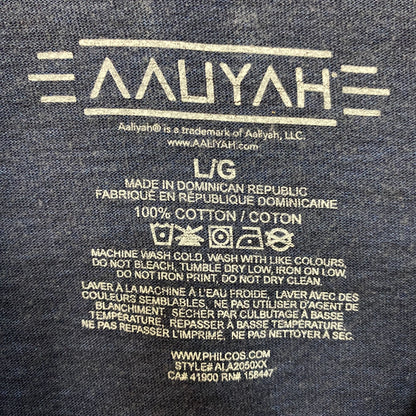 AALIYAH®
Aaliyah® is a trademark of Aaliyah, LLC.
www.AALIYAH.com
L/G
MADE IN DOMINICAN REPUBLIC
FABRIQUÉ EN RÉPUBLIQUE DOMINICAINE
100% COTTON / COTON
MACHINE WASH COLD, WASH WITH LIKE COLOURS,
DO NOT BLEACH, TUMBLE DRY LOW, IRON ON LOW,
DO NOT IRON PRINT, DO NOT DRY CLEAN.
LAVER À LA MACHINE À L'EAU FROIDE, LAVER AVEC DES
COULEURS SEMBLABLES, NE PAS UTILISER D'AGENT DE
BLANCHIMENT, SÉCHER PAR CULBUTAGE À BASSE
TEMPÉRATURE, REPASSER À BASSE TEMPÉRATURE,
NE PAS REPASSER L'IMPRIMÉ, NE PAS NETTOYER À SEC.
WWW.PHILCOS.COM
STYLE# ALA2050XX
CA# 41900 RN# 158447